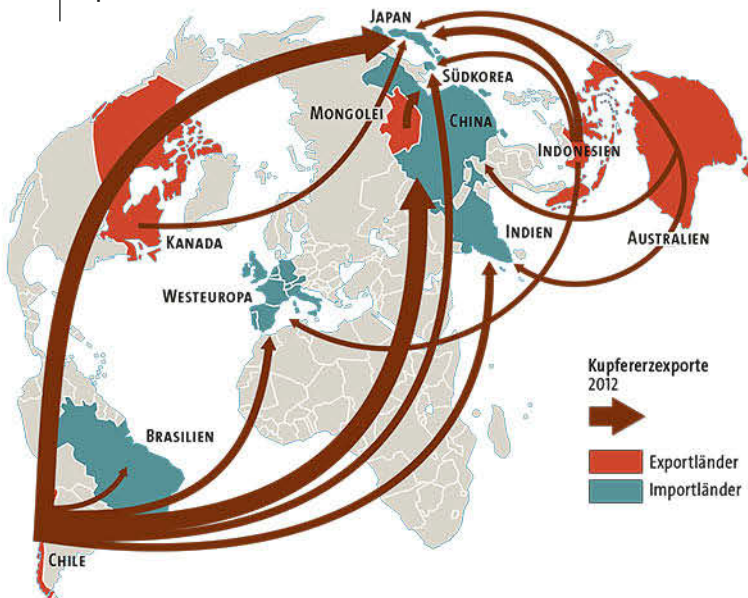 JAPAN
SÜDKOREA
MONGOLEI
CHINA
INDONESIEN
KANADA
INDIEN
AUSTRALIEN
WESTEUROPA
Kupfererzexporte
2012
BRASILIEN
Exportländer
Importländer
CHILE